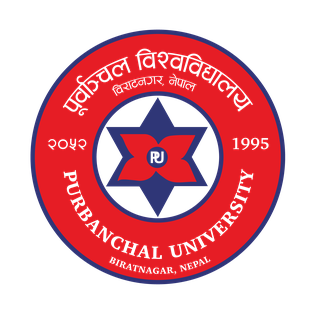 पूर्वाञ्चल विश्वविद्यालय
विराटनगर, नेपाल
२०५२
1995
PU
PURBANCHAL UNIVERSITY
BIRATNAGAR, NEPAL